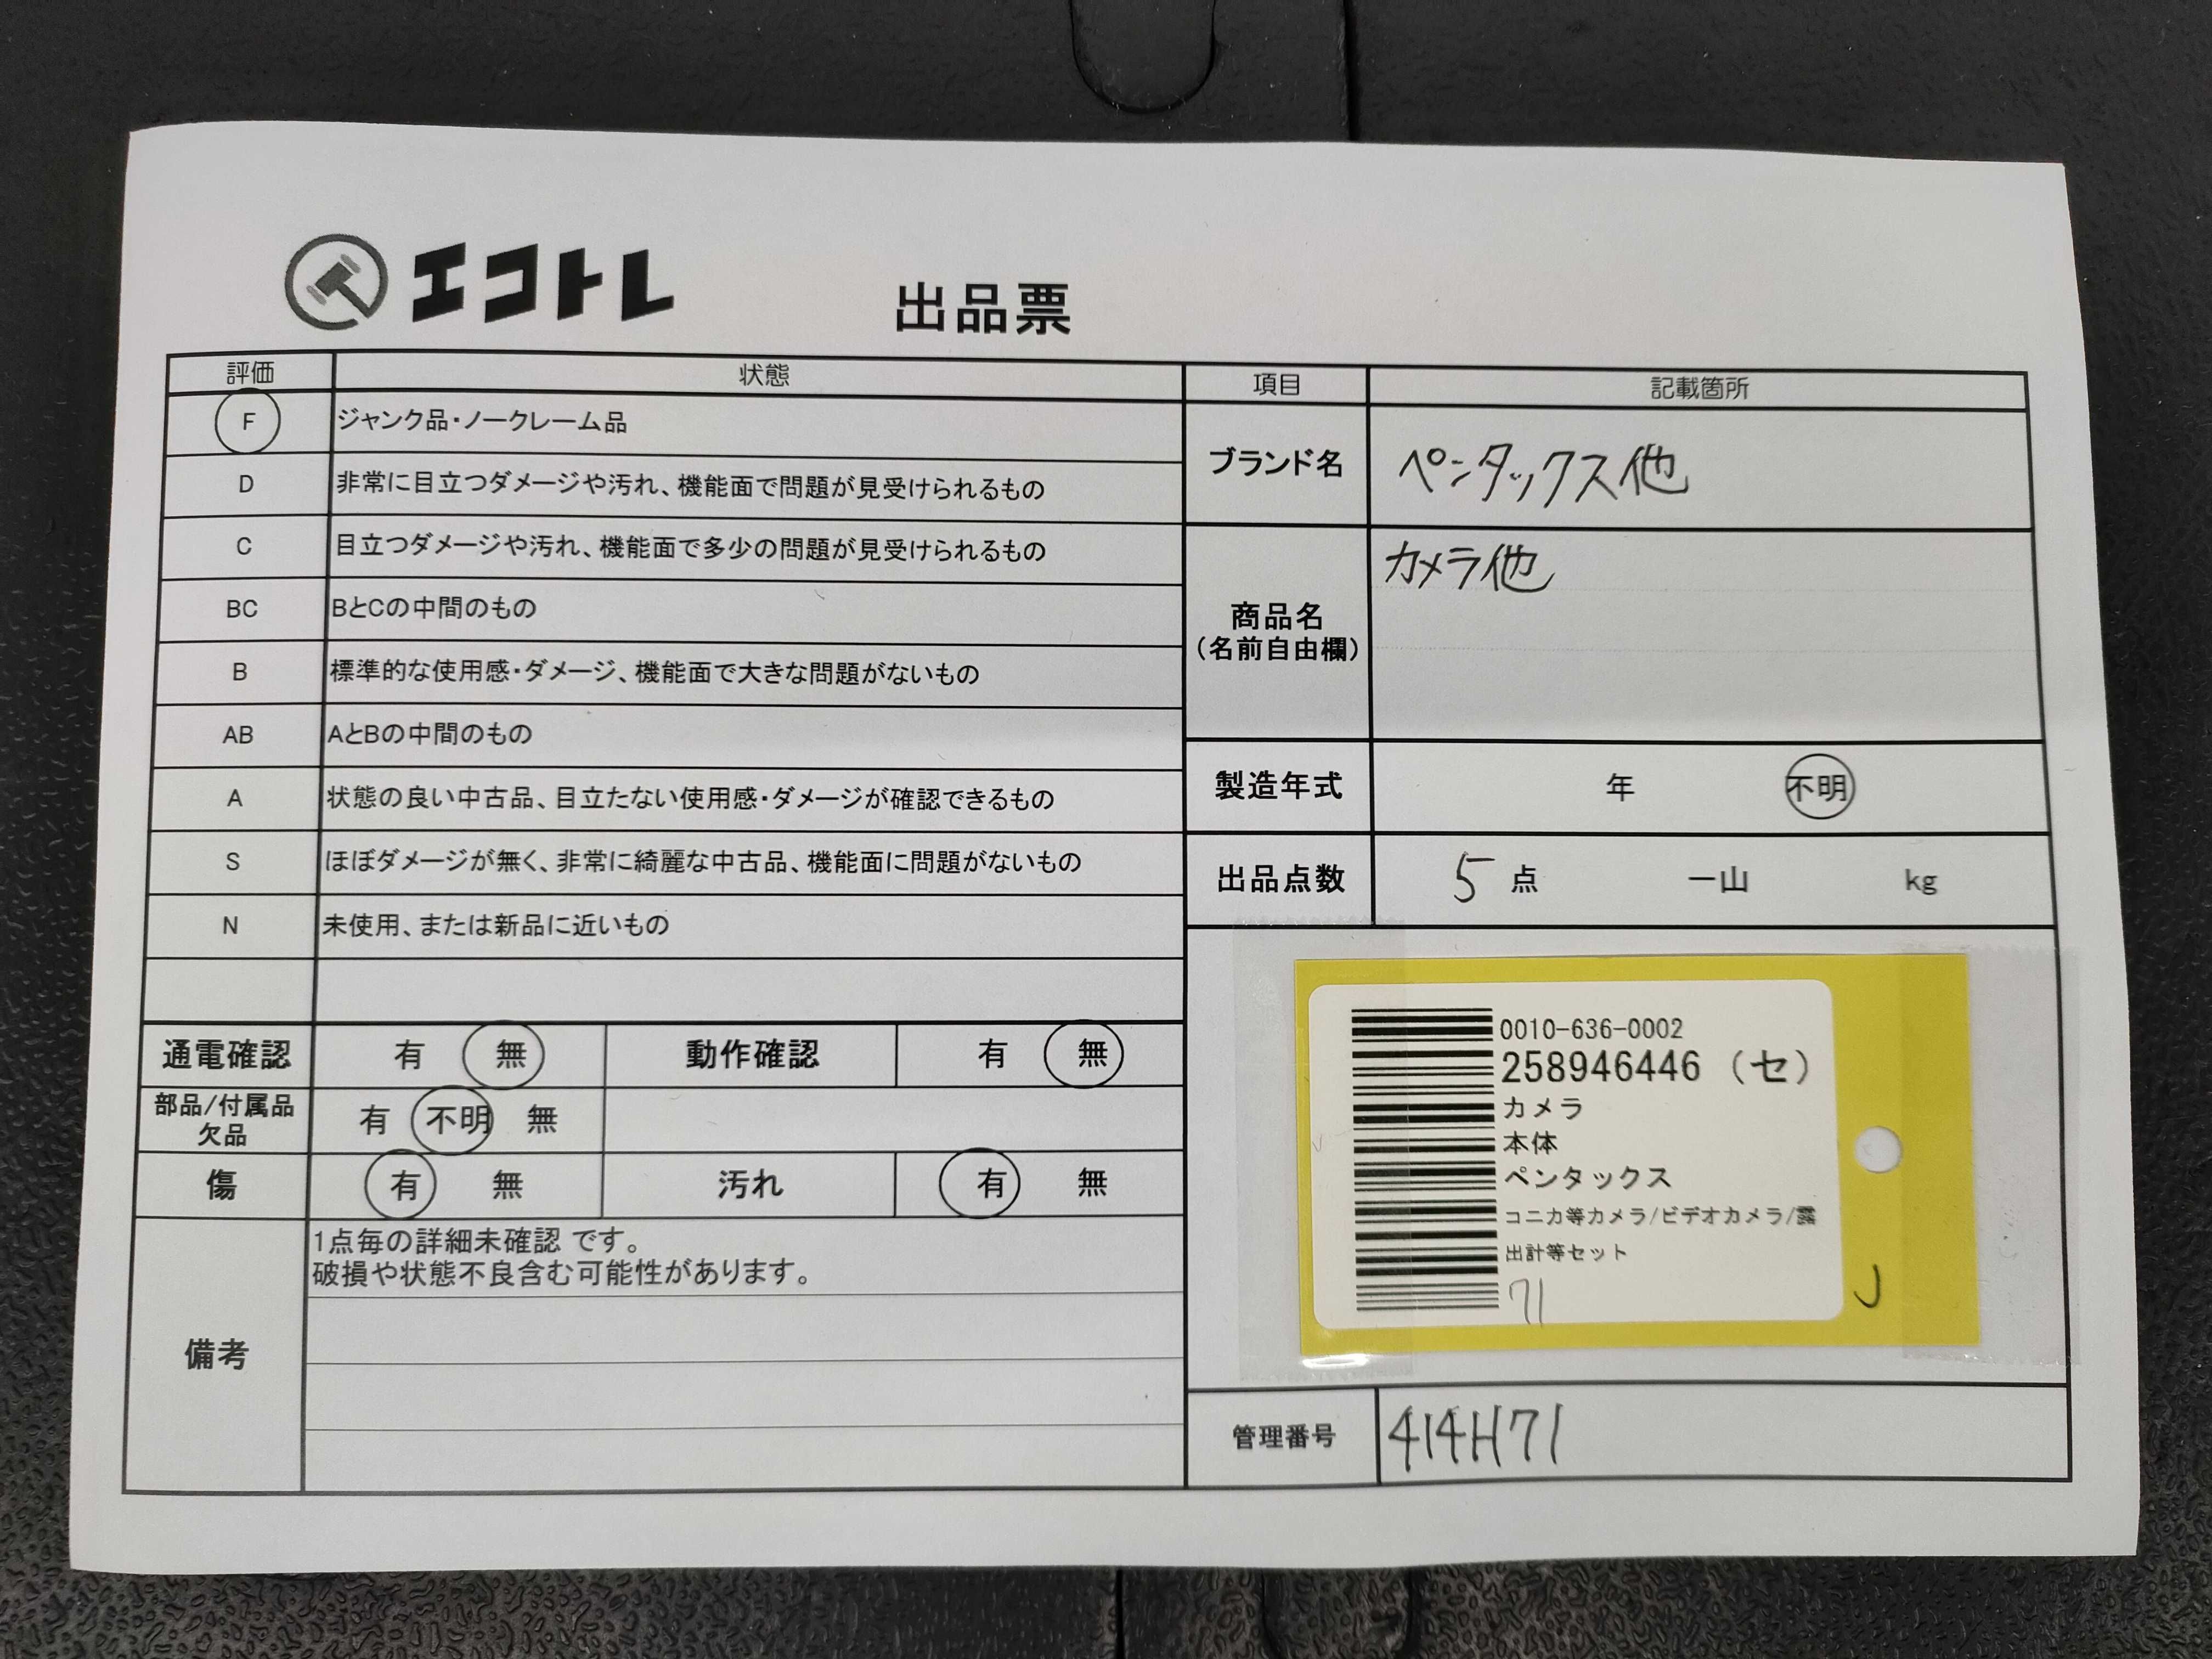 エコトレ
出品票
評価 状態
F ジャンク品・ノークレーム品
D 非常に目立つダメージや汚れ、機能面で問題が見受けられるもの
C 目立つダメージや汚れ、機能面で多少の問題が見受けられるもの
BC BとCの中間のもの
B 標準的な使用感・ダメージ、機能面で大きな問題がないもの
AB AとBの中間のもの
A 状態の良い中古品、目立たない使用感・ダメージが確認できるもの
S ほぼダメージが無く、非常に綺麗な中古品、機能面に問題がないもの
N 未使用、または新品に近いもの
通電確認 有 無 動作確認 有 無
部品/付属品
欠品 有 不明 無
傷 有 無 汚れ 有 無
備考
1点毎の詳細未確認 です。
破損や状態不良含む可能性があります。
項目 記載箇所
ブランド名 ペンタックス他
商品名
(名前自由欄)
カメラ他
製造年式 年 不明
出品点数 5 点 一山 kg
0010-636-0002
258946446 (セ)
カメラ
本体
ペンタックス
コニカ等カメラ/ビデオカメラ/露
出計等セット
71
管理番号 414H71